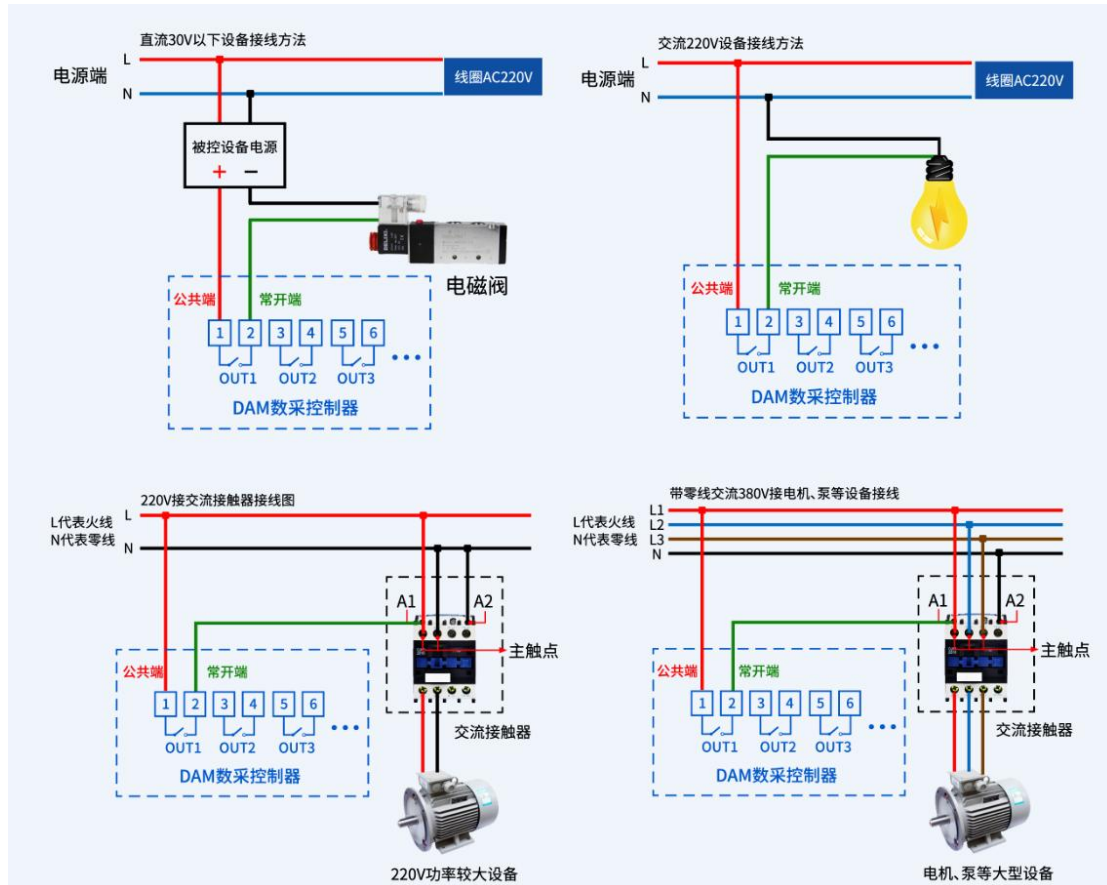 直流30V以下设备接线方法
L
电源端
N
线圈AC220V
被控设备电源
+ −
电磁阀
公共端
常开端
1 2 3 4 5 6
OUT1 OUT2 OUT3
DAM数采控制器
交流220V设备接线方法
L
电源端
N
线圈AC220V
公共端
常开端
1 2 3 4 5 6
OUT1 OUT2 OUT3
DAM数采控制器
220V接交流接触器接线图
L代表火线 L
N代表零线 N
A1 A2
主触点
公共端
常开端
1 2 3 4 5 6
OUT1 OUT2 OUT3
DAM数采控制器
交流接触器
220V功率较大设备
带零线交流380V接电机、泵等设备接线
L1
L代表火线 L2
N代表零线 L3
N
A1 A2
主触点
公共端
常开端
1 2 3 4 5 6
OUT1 OUT2 OUT3
DAM数采控制器
交流接触器
电机、泵等大型设备